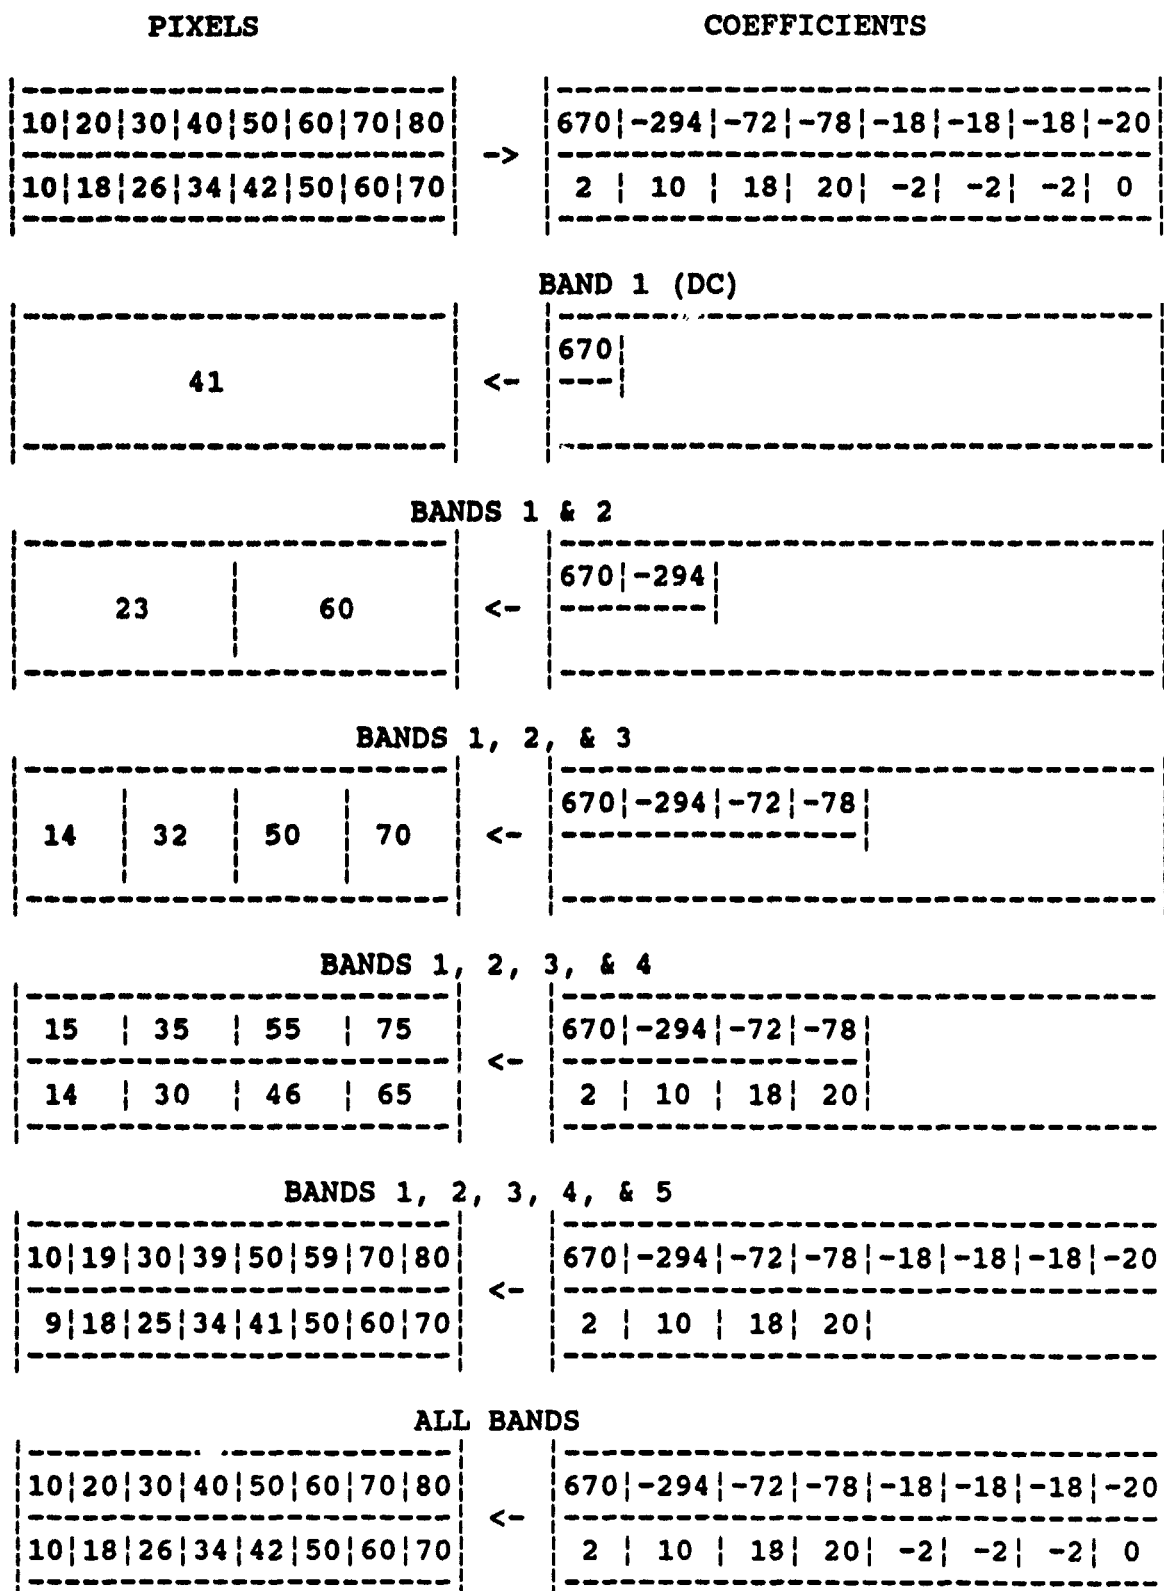 PIXELS COEFFICIENTS
10|20|30|40|50|60|70|80 670|-294|-72|-78|-18|-18|-18|-20
->
10|18|26|34|42|50|60|70 2 | 10 | 18| 20| -2| -2| -2| 0
BAND 1 (DC)
670|
41 <-
BANDS 1 & 2
670|-294|
23 | 60 <-
BANDS 1, 2, & 3
670|-294|-72|-78|
14 | 32 | 50 | 70 <-
BANDS 1, 2, 3, & 4
15 | 35 | 55 | 75 670|-294|-72|-78|
<-
14 | 30 | 46 | 65 2 | 10 | 18| 20|
BANDS 1, 2, 3, 4, & 5
10|19|30|39|50|59|70|80 670|-294|-72|-78|-18|-18|-18|-20
<-
9|18|25|34|41|50|60|70 2 | 10 | 18| 20|
ALL BANDS
10|20|30|40|50|60|70|80 670|-294|-72|-78|-18|-18|-18|-20
<-
10|18|26|34|42|50|60|70 2 | 10 | 18| 20| -2| -2| -2| 0